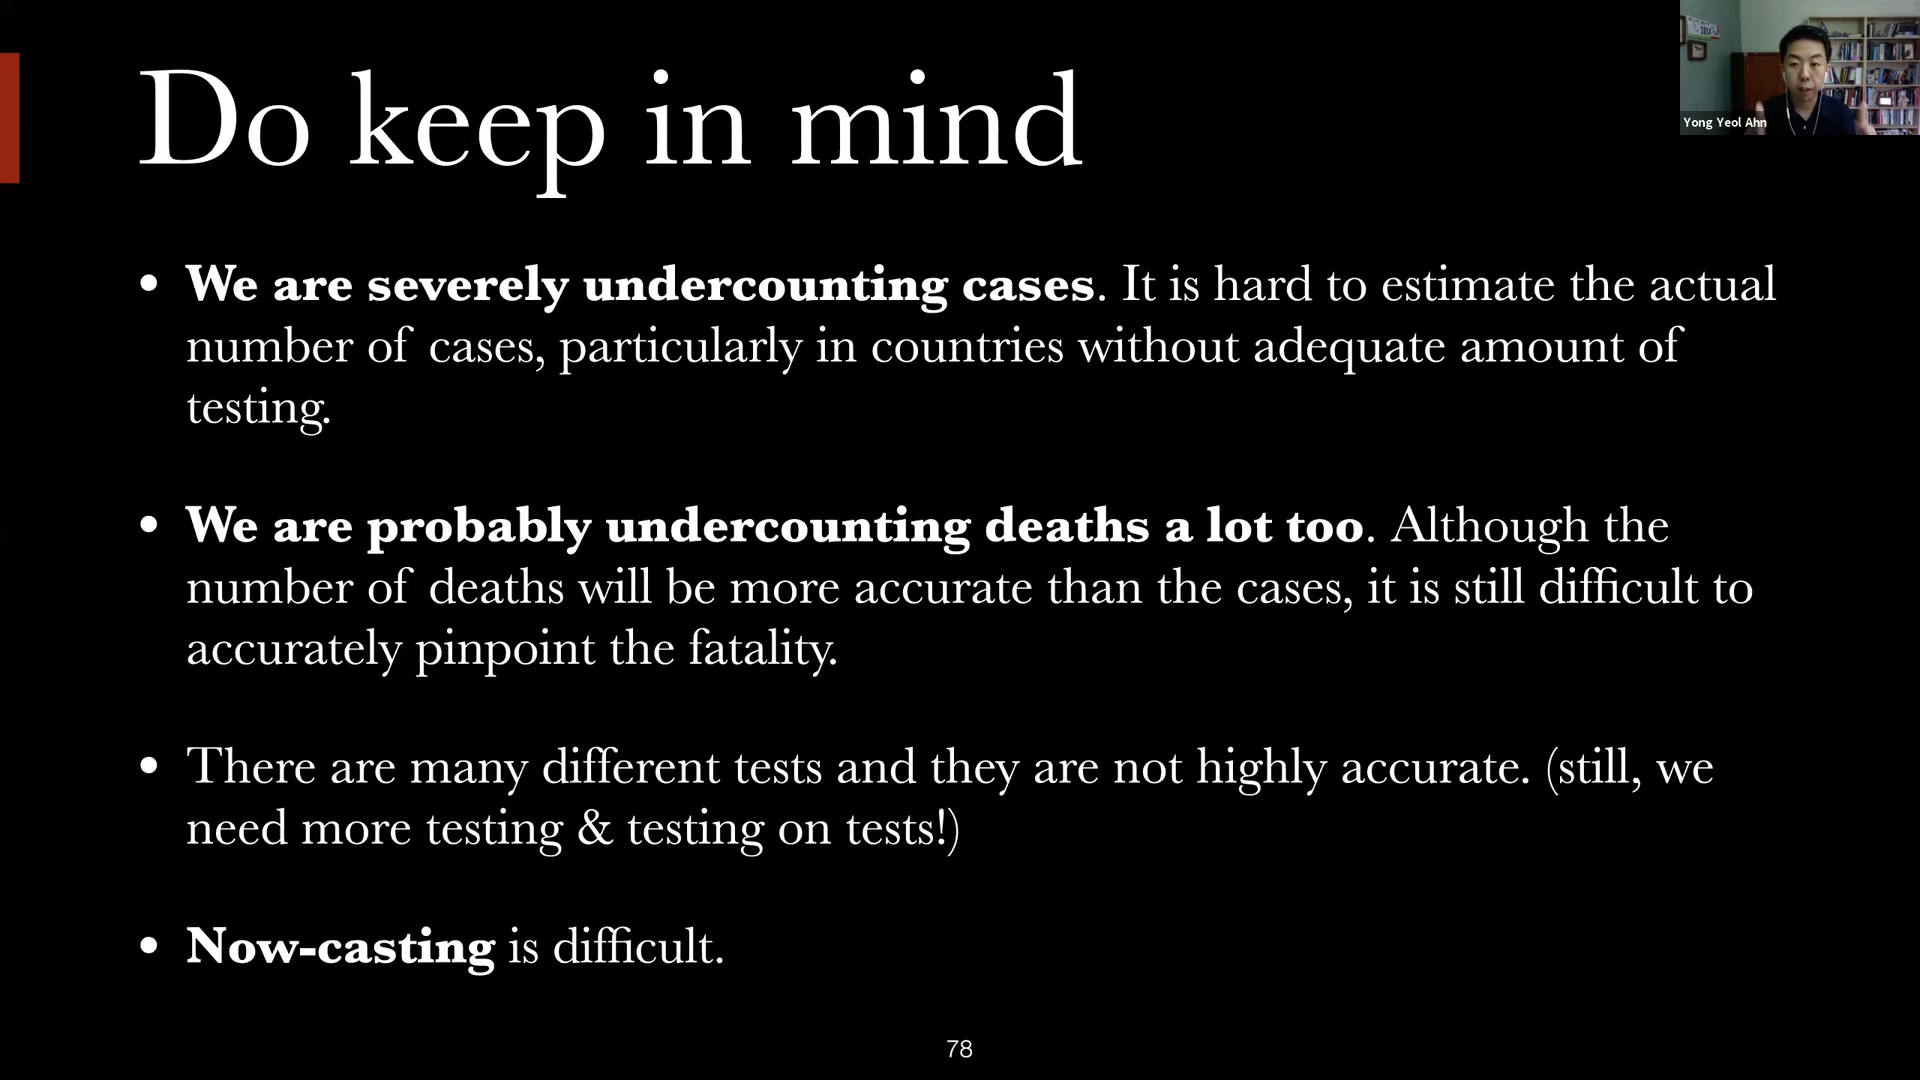 Do keep in mind
Yong Yeol Ahn
• We are severely undercounting cases. It is hard to estimate the actual
number of cases, particularly in countries without adequate amount of
testing.
• We are probably undercounting deaths a lot too. Although the
number of deaths will be more accurate than the cases, it is still difficult to
accurately pinpoint the fatality.
• There are many different tests and they are not highly accurate. (still, we
need more testing & testing on tests!)
• Now-casting is difficult.
78